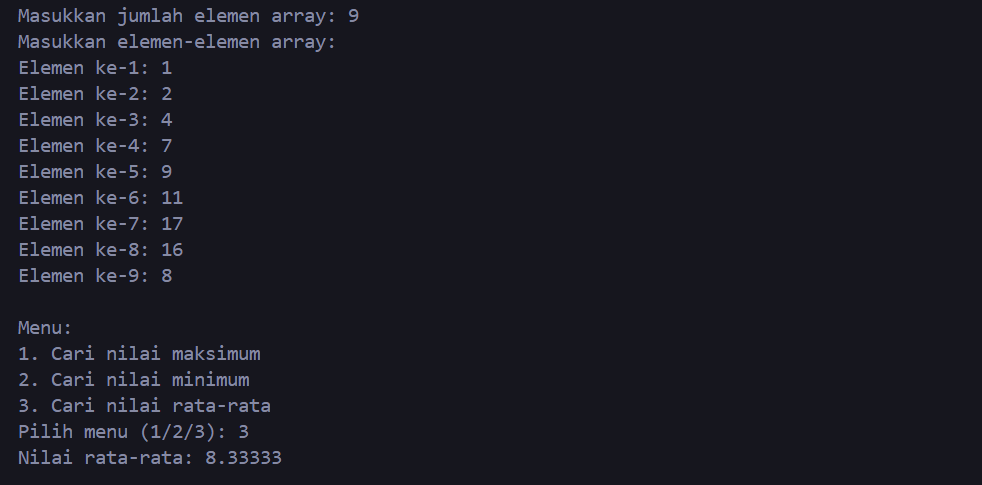 Masukkan jumlah elemen array: 9
Masukkan elemen-elemen array:
Elemen ke-1: 1
Elemen ke-2: 2
Elemen ke-3: 4
Elemen ke-4: 7
Elemen ke-5: 9
Elemen ke-6: 11
Elemen ke-7: 17
Elemen ke-8: 16
Elemen ke-9: 8
Menu:
1. Cari nilai maksimum
2. Cari nilai minimum
3. Cari nilai rata-rata
Pilih menu (1/2/3): 3
Nilai rata-rata: 8.33333